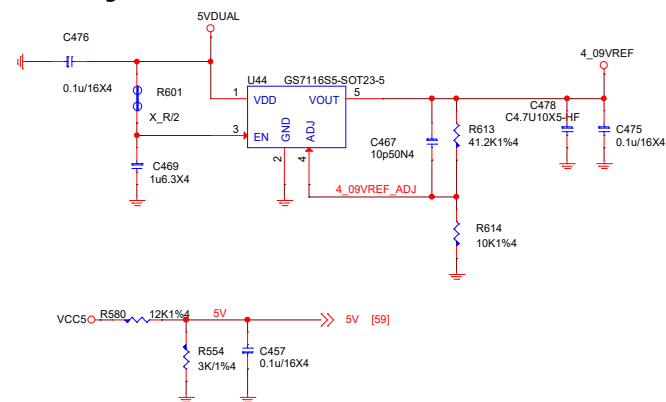 5VDUAL
C476
4_09VREF
U44 GS7116S5-SOT23-5
0.1u/16X4
R601
X_R/2
1 VDD VOUT 5
3 EN GND ADJ
2 4
C478
C4.7U10X5-HF
C475
0.1u/16X4
C467
10p50N4
R613
41.2K1%4
C469
1u6.3X4
4_09VREF_ADJ
R614
10K1%4
VCC5 R580 12K1%4 5V 5V [59]
R554
3K/1%4
C457
0.1u/16X4